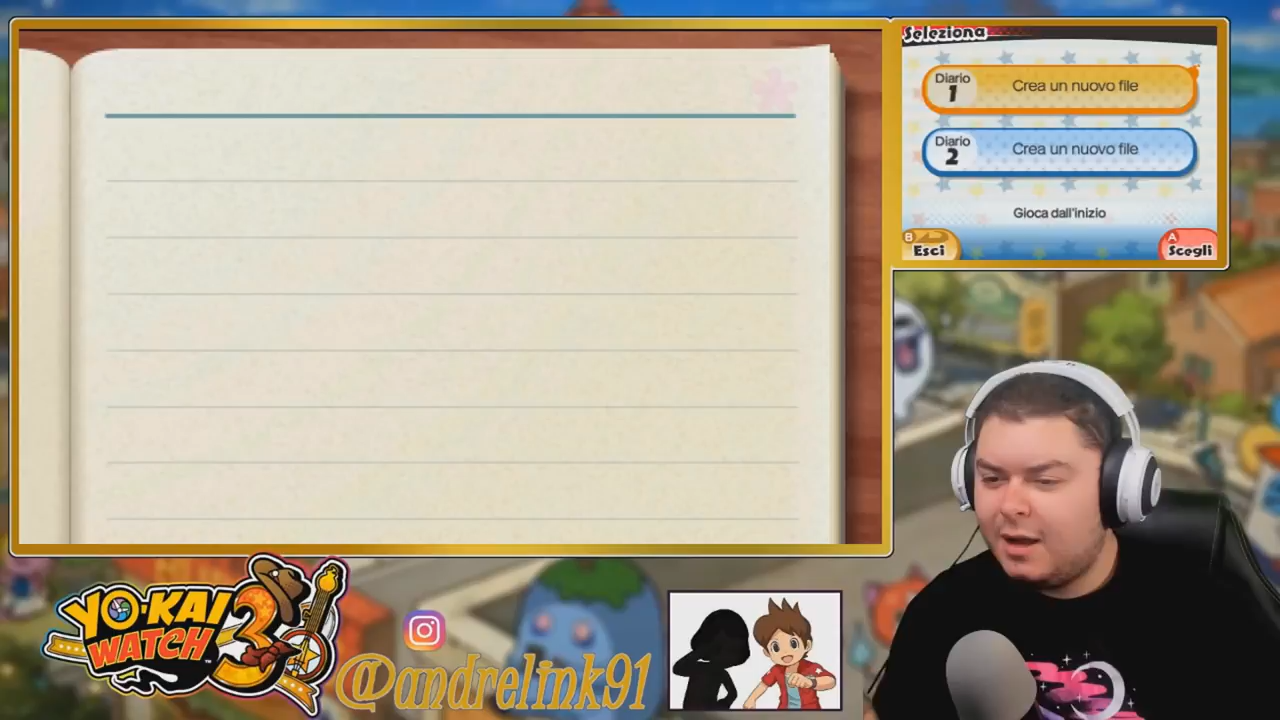 Seleziona
Diario
1
Crea un nuovo file
Diario
2
Crea un nuovo file
Gioca dall'inizio
B
Esci
A
Scegli
YO-KAI
WATCH
3
@andrelink91